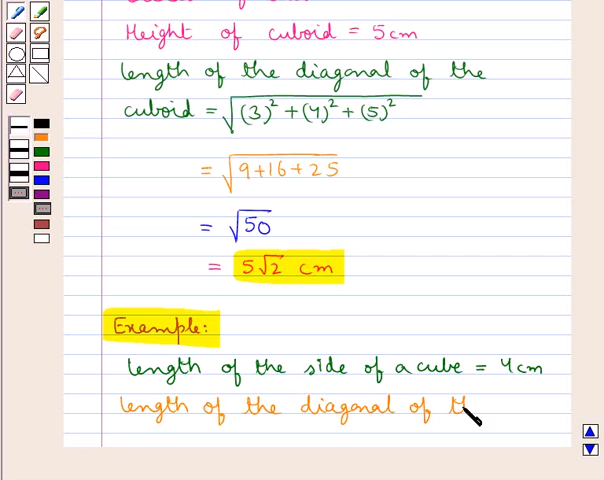 Height of cuboid = 5cm
length of the diagonal of the
cuboid = √(3)² + (4)² + (5)²
= √9+16+25
= √50
= 5√2 cm
Example:
length of the side of a cube = 4cm
length of the diagonal of th